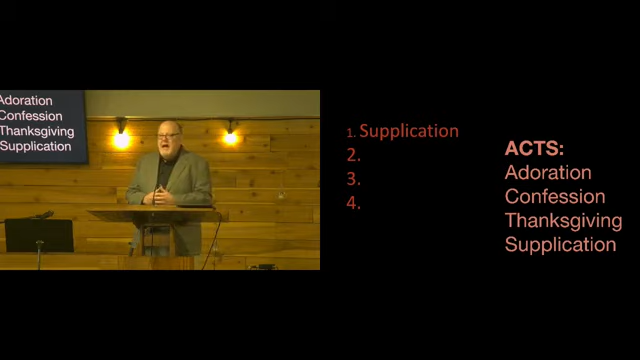 Adoration
Confession
Thanksgiving
Supplication
1. Supplication
2.
3.
4.
ACTS:
Adoration
Confession
Thanksgiving
Supplication